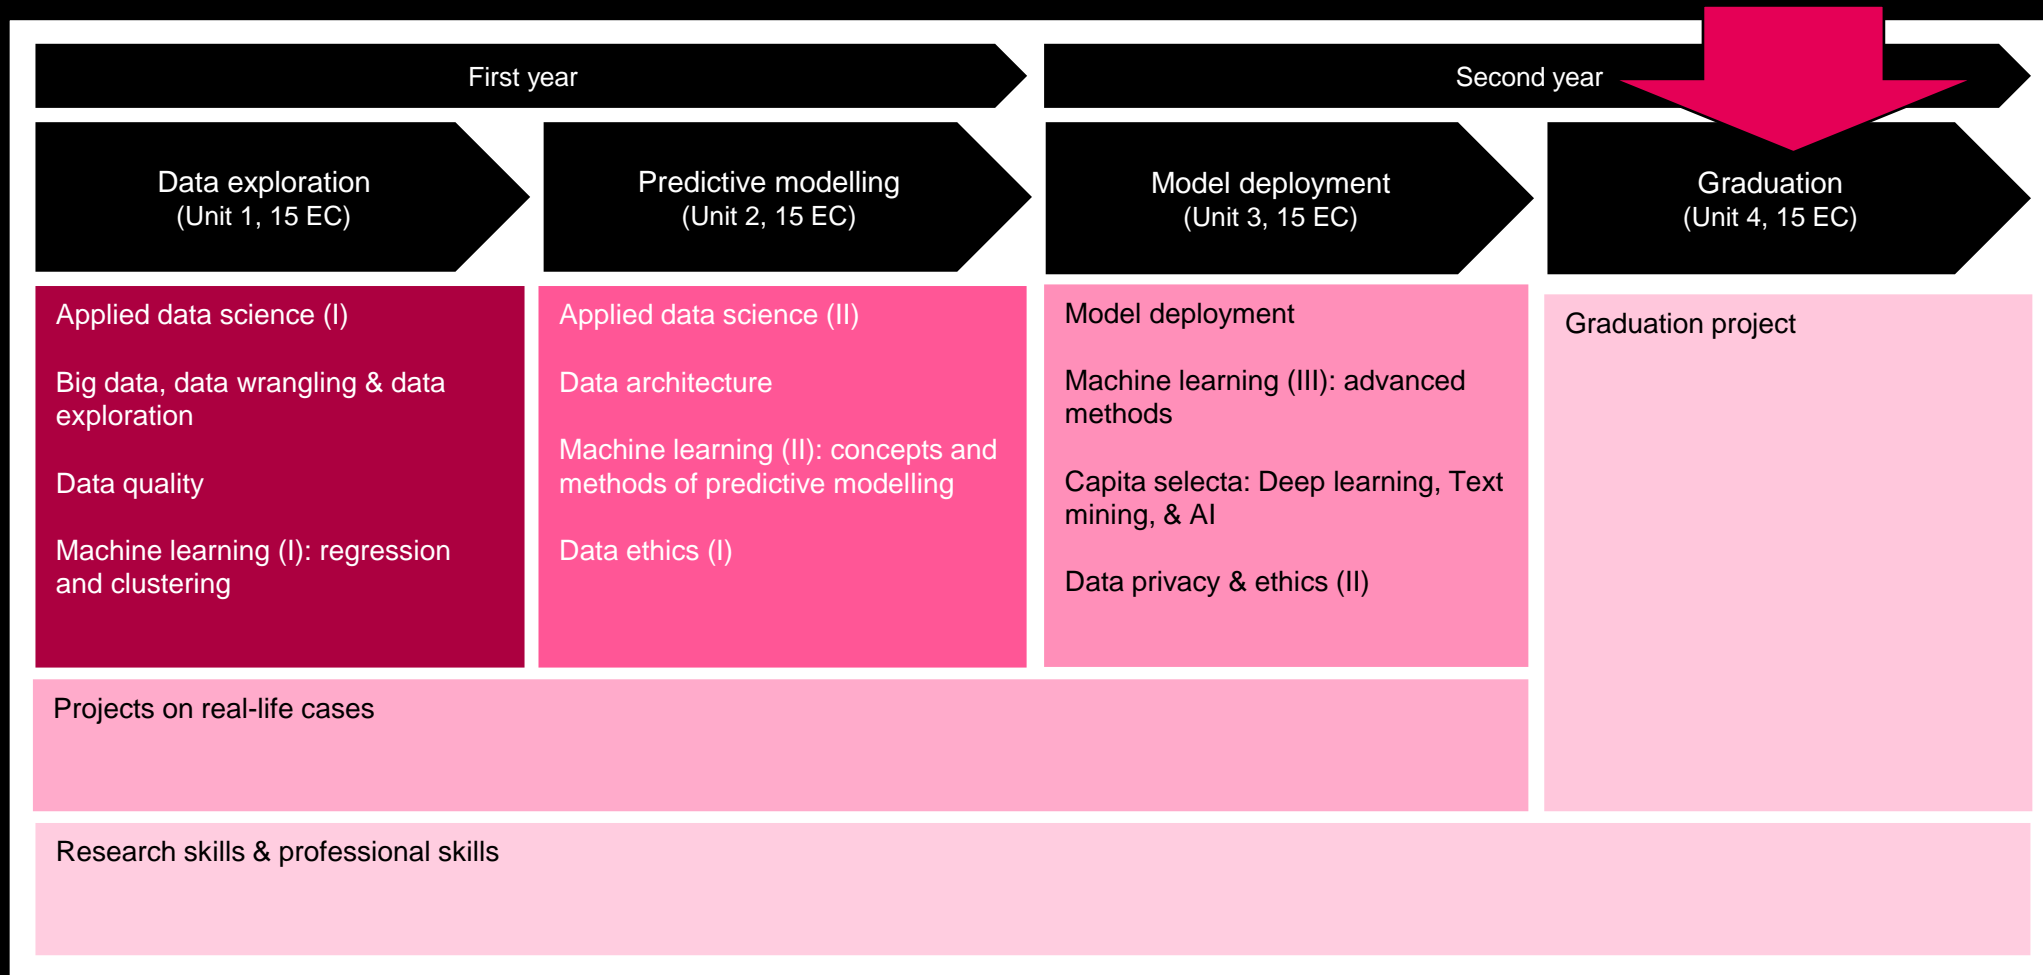 First year
Second year
Data exploration
(Unit 1, 15 EC)
Predictive modelling
(Unit 2, 15 EC)
Model deployment
(Unit 3, 15 EC)
Graduation
(Unit 4, 15 EC)
Applied data science (I)
Big data, data wrangling & data
exploration
Data quality
Machine learning (I): regression
and clustering
Applied data science (II)
Data architecture
Machine learning (II): concepts and
methods of predictive modelling
Data ethics (I)
Model deployment
Machine learning (III): advanced
methods
Capita selecta: Deep learning, Text
mining, & AI
Data privacy & ethics (II)
Graduation project
Projects on real-life cases
Research skills & professional skills